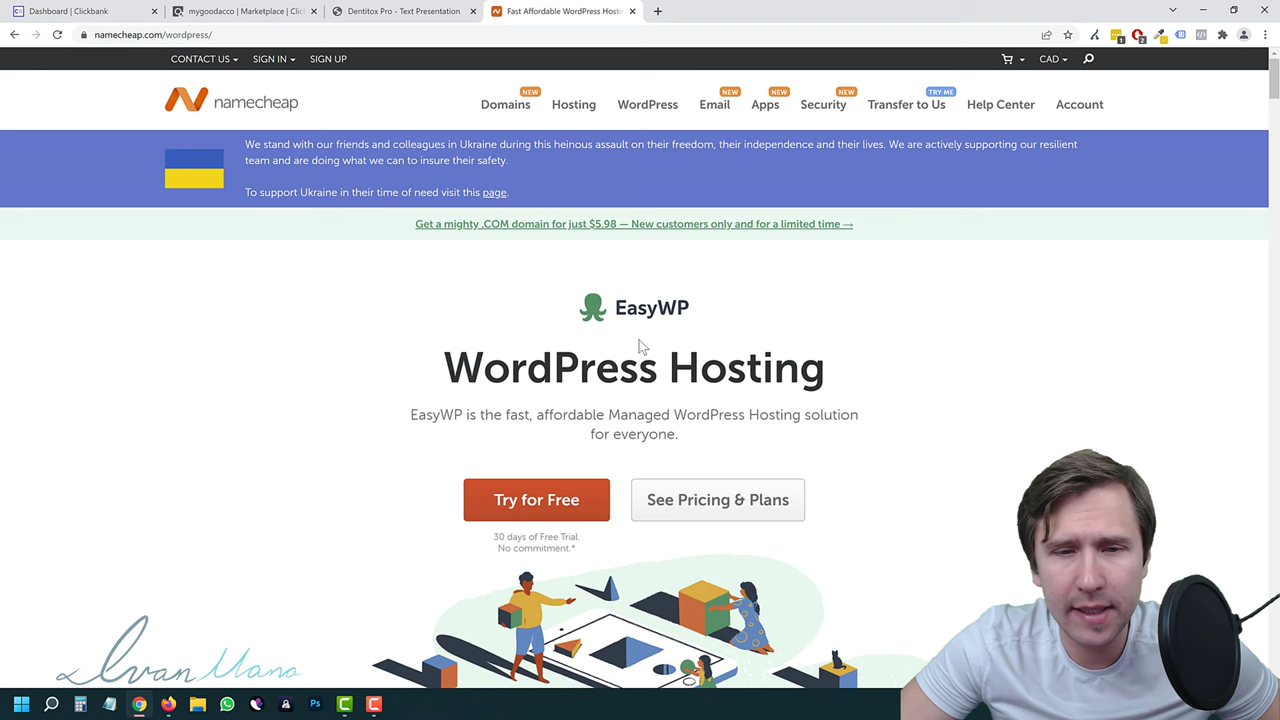 Dashboard | Clickbank
mygoodacco | Marketplace | Clic
Dentitox Pro - Text Presentation
Fast Affordable WordPress Hosti
namecheap.com/wordpress/
CONTACT US
SIGN IN
SIGN UP
CAD
namecheap
NEW
NEW
NEW
NEW
TRY ME
Domains
Hosting
WordPress
Email
Apps
Security
Transfer to Us
Help Center
Account
We stand with our friends and colleagues in Ukraine during this heinous assault on their freedom, their independence and their lives. We are actively supporting our resilient
team and are doing what we can to insure their safety.
To support Ukraine in their time of need visit this page.
Get a mighty .COM domain for just $5.98 — New customers only and for a limited time →
EasyWP
WordPress Hosting
EasyWP is the fast, affordable Managed WordPress Hosting solution
for everyone.
Try for Free
See Pricing & Plans
30 days of Free Trial.
No commitment.*
Ivan Mana